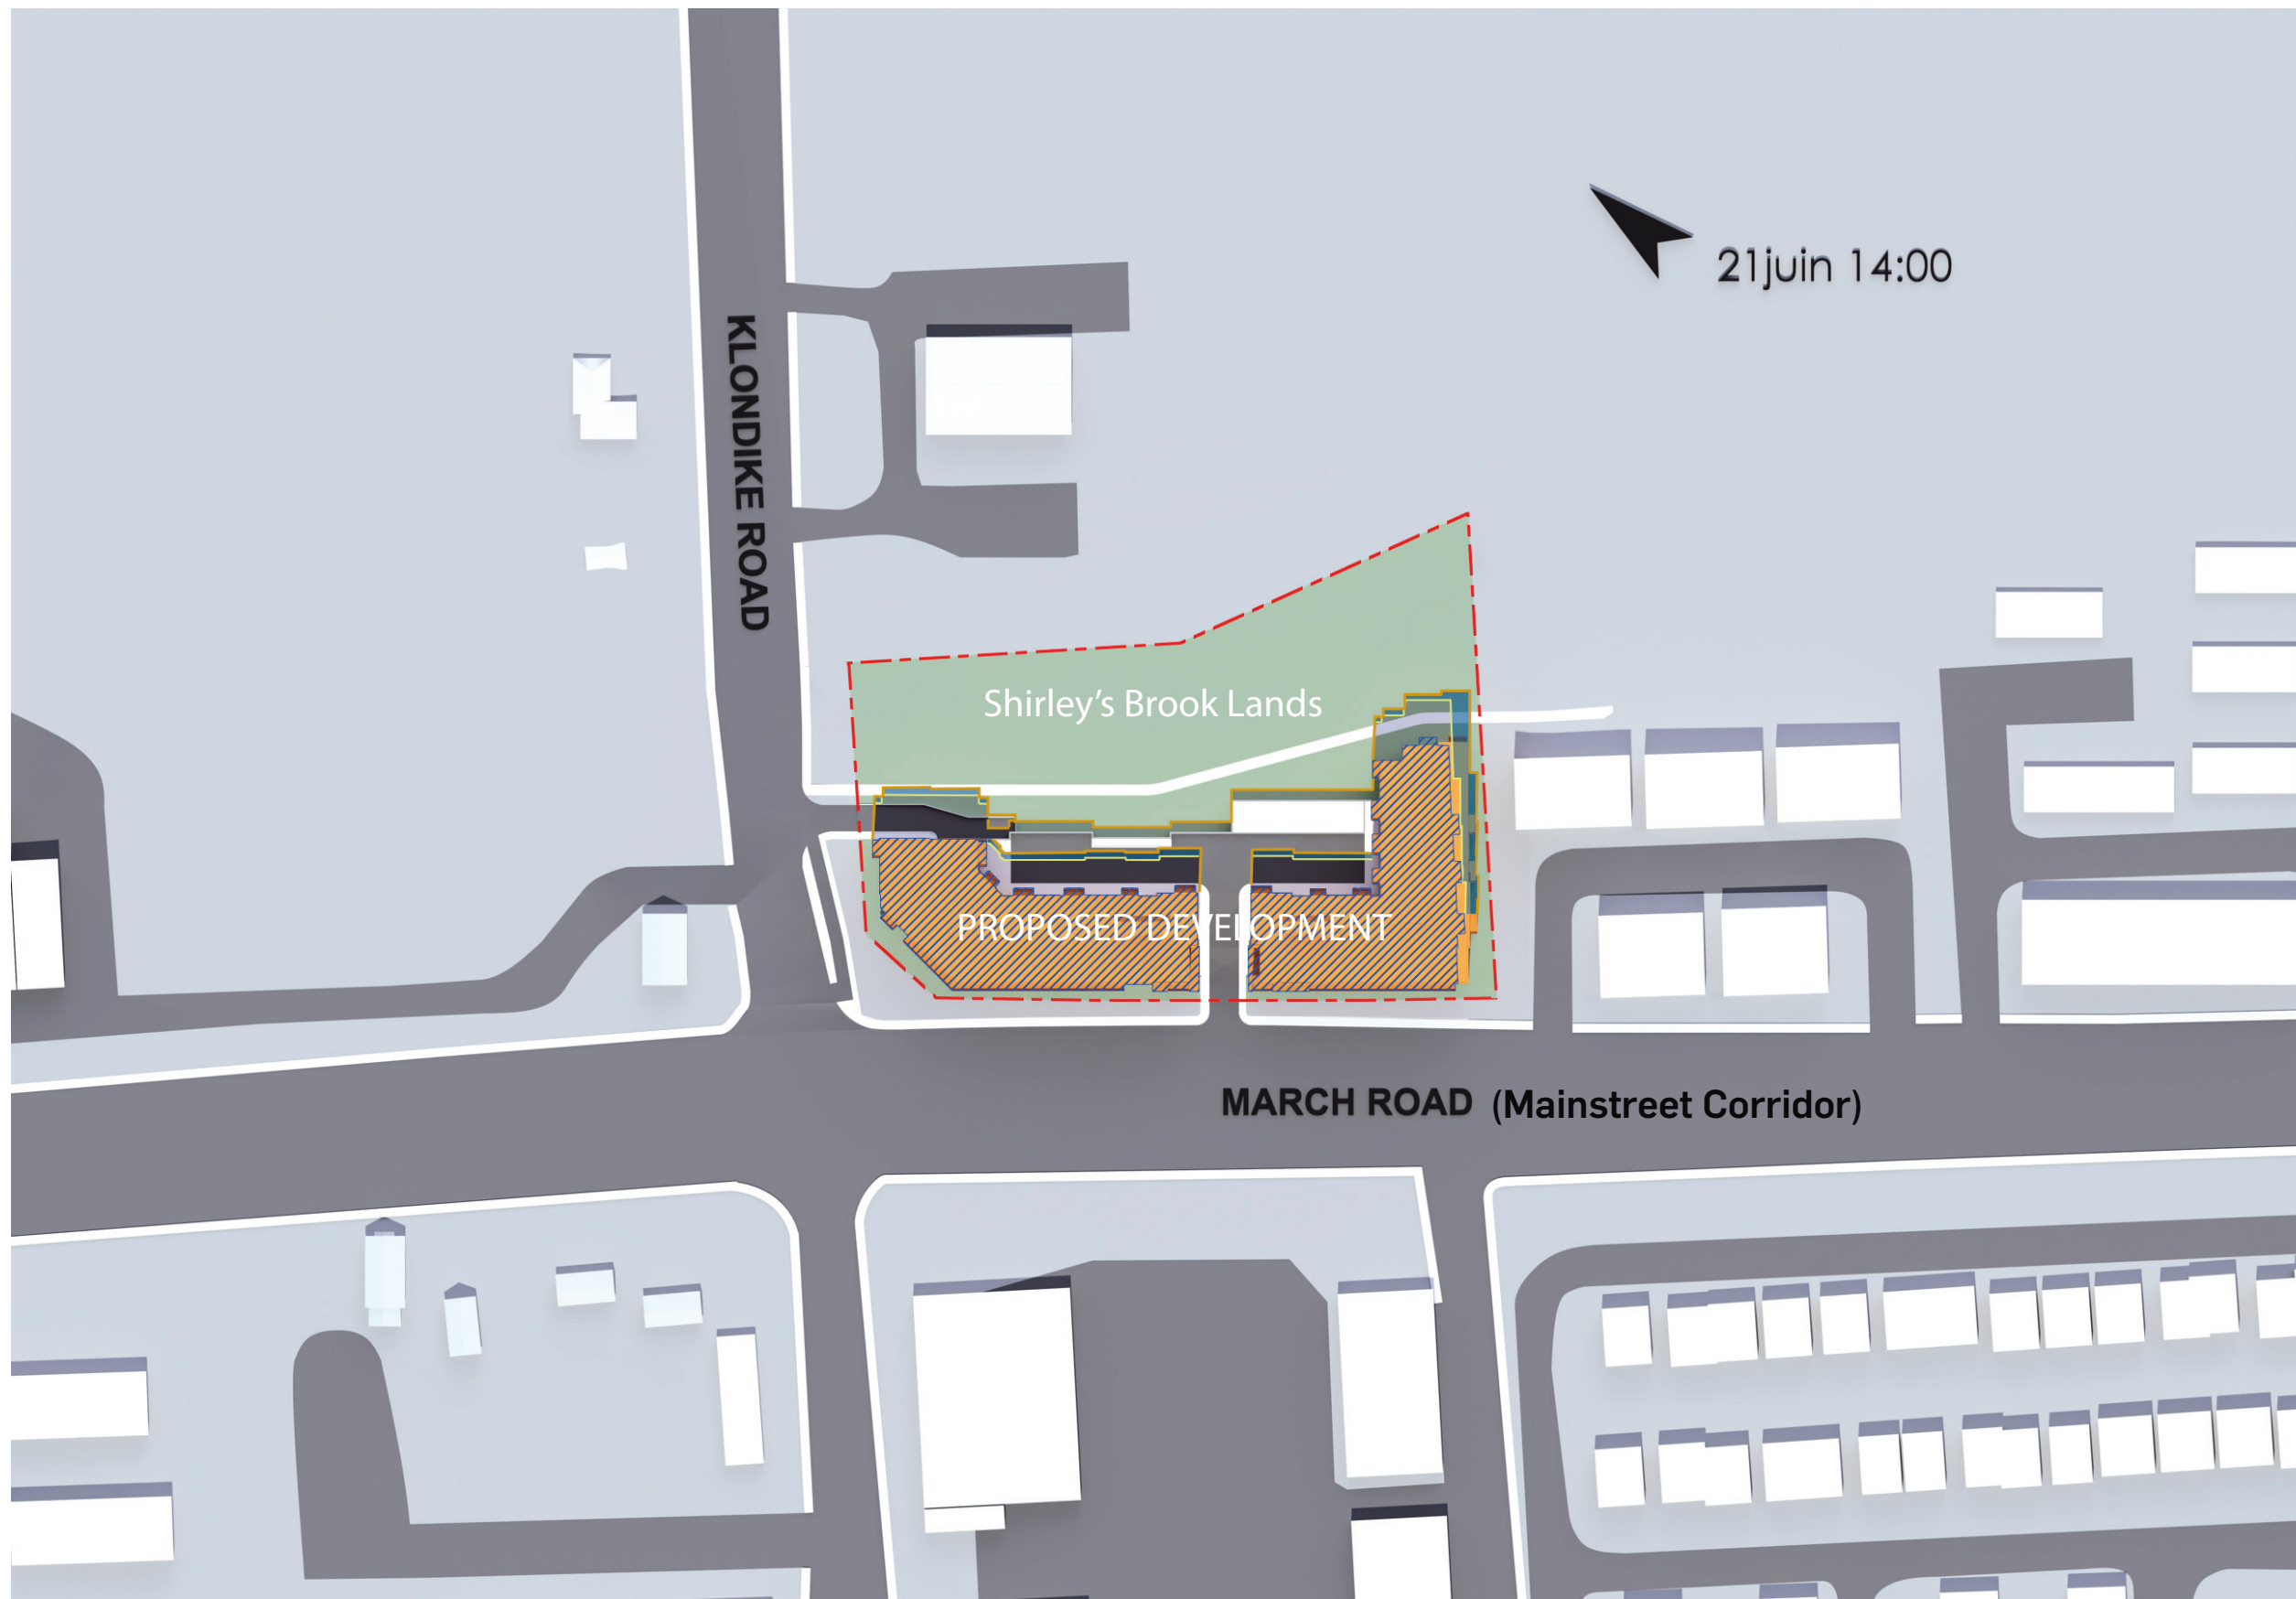 21juin 14:00
KLONDIKE ROAD
Shirley's Brook Lands
PROPOSED DEVELOPMENT
MARCH ROAD (Mainstreet Corridor)